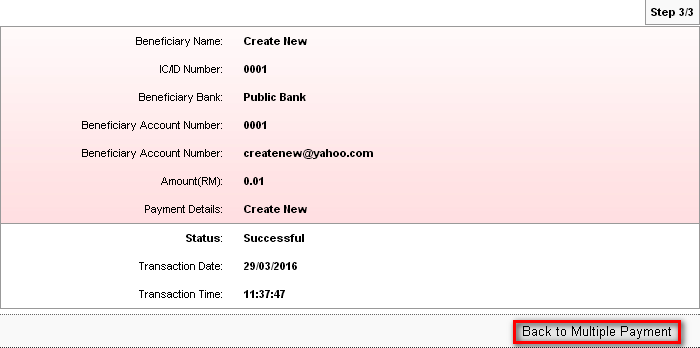 Step 3/3
Beneficiary Name: Create New
IC/ID Number: 0001
Beneficiary Bank: Public Bank
Beneficiary Account Number: 0001
Beneficiary Account Number: createnew@yahoo.com
Amount(RM): 0.01
Payment Details: Create New
Status: Successful
Transaction Date: 29/03/2016
Transaction Time: 11:37:47
Back to Multiple Payment